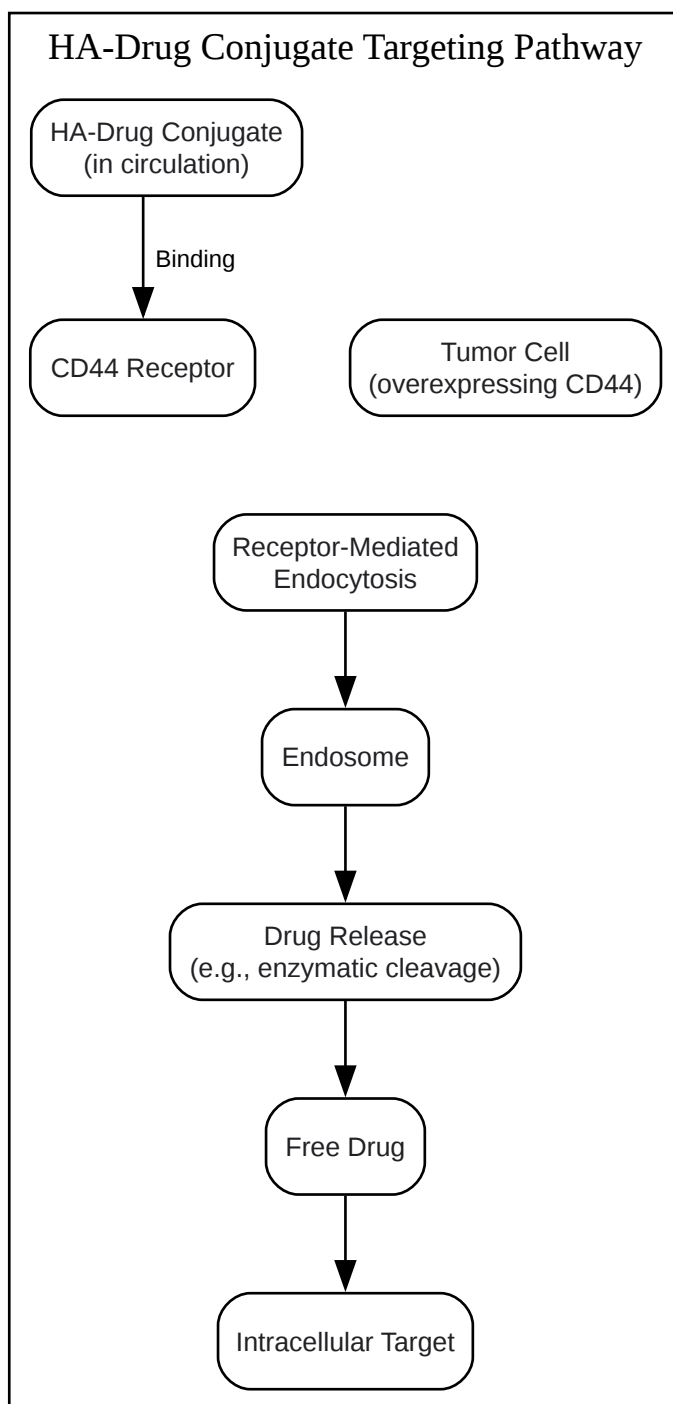 HA-Drug Conjugate Targeting Pathway
HA-Drug Conjugate
(in circulation)
Binding
CD44 Receptor
Tumor Cell
(overexpressing CD44)
Receptor-Mediated
Endocytosis
Endosome
Drug Release
(e.g., enzymatic cleavage)
Free Drug
Intracellular Target